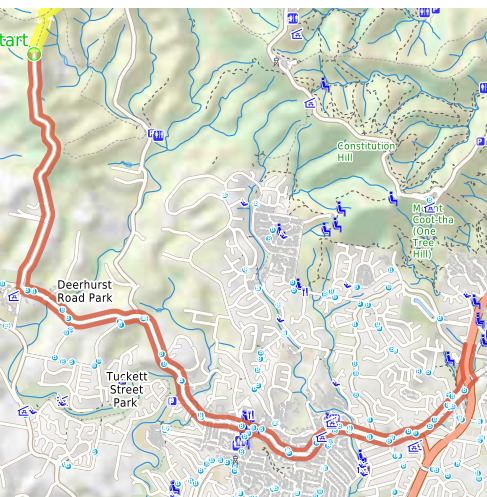 tart
Constitution
Hill
Mount
Coot-tha
(One
Tree
Hill)
Deerhurst
Road Park
Tuckett
Street
Park